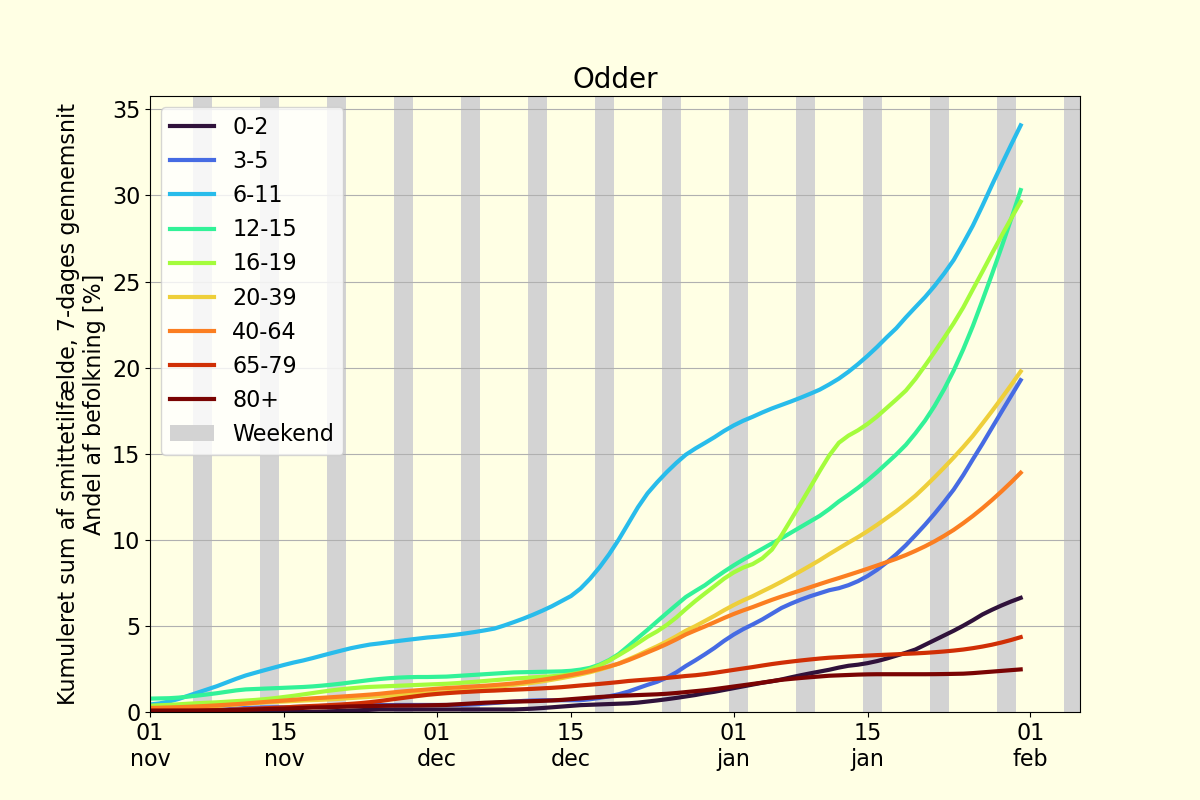 Odder
Kumuleret sum af smittetilfælde, 7-dages gennemsnit
Andel af befolkning [%]
35
30
25
20
15
10
5
0
0-2
3-5
6-11
12-15
16-19
20-39
40-64
65-79
80+
Weekend
01 15 01 15 01 15 01
nov nov dec dec jan jan feb